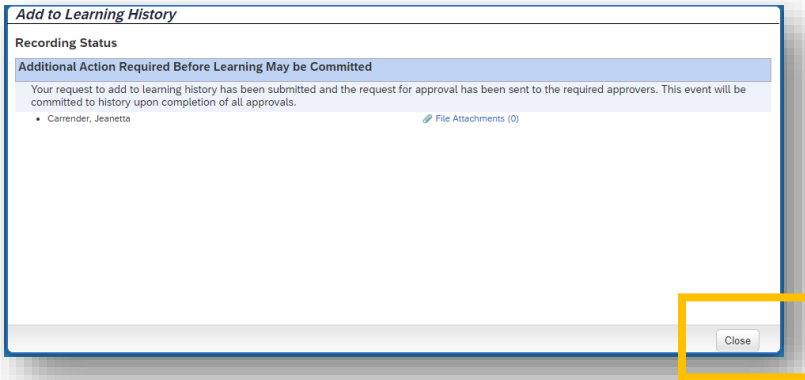 Add to Learning History
Recording Status
Additional Action Required Before Learning May be Committed
Your request to add to learning history has been submitted and the request for approval has been sent to the required approvers. This event will be
committed to history upon completion of all approvals.
• Carrender, Jeanetta File Attachments (0)
Close